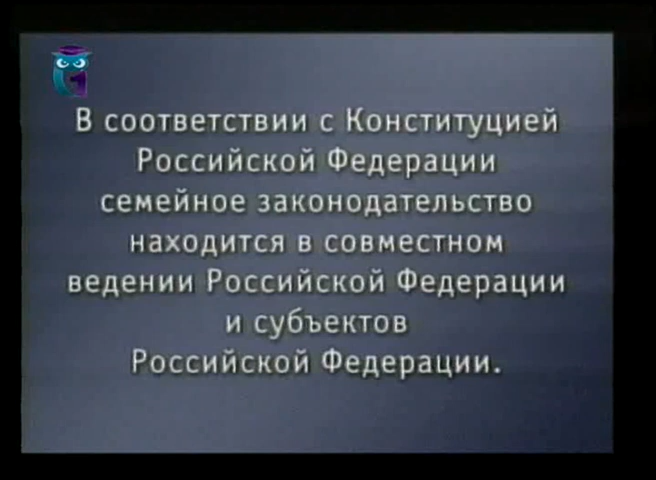 В соответствии с Конституцией
Российской Федерации
семейное законодательство
находится в совместном
ведении Российской Федерации
и субъектов
Российской Федерации.